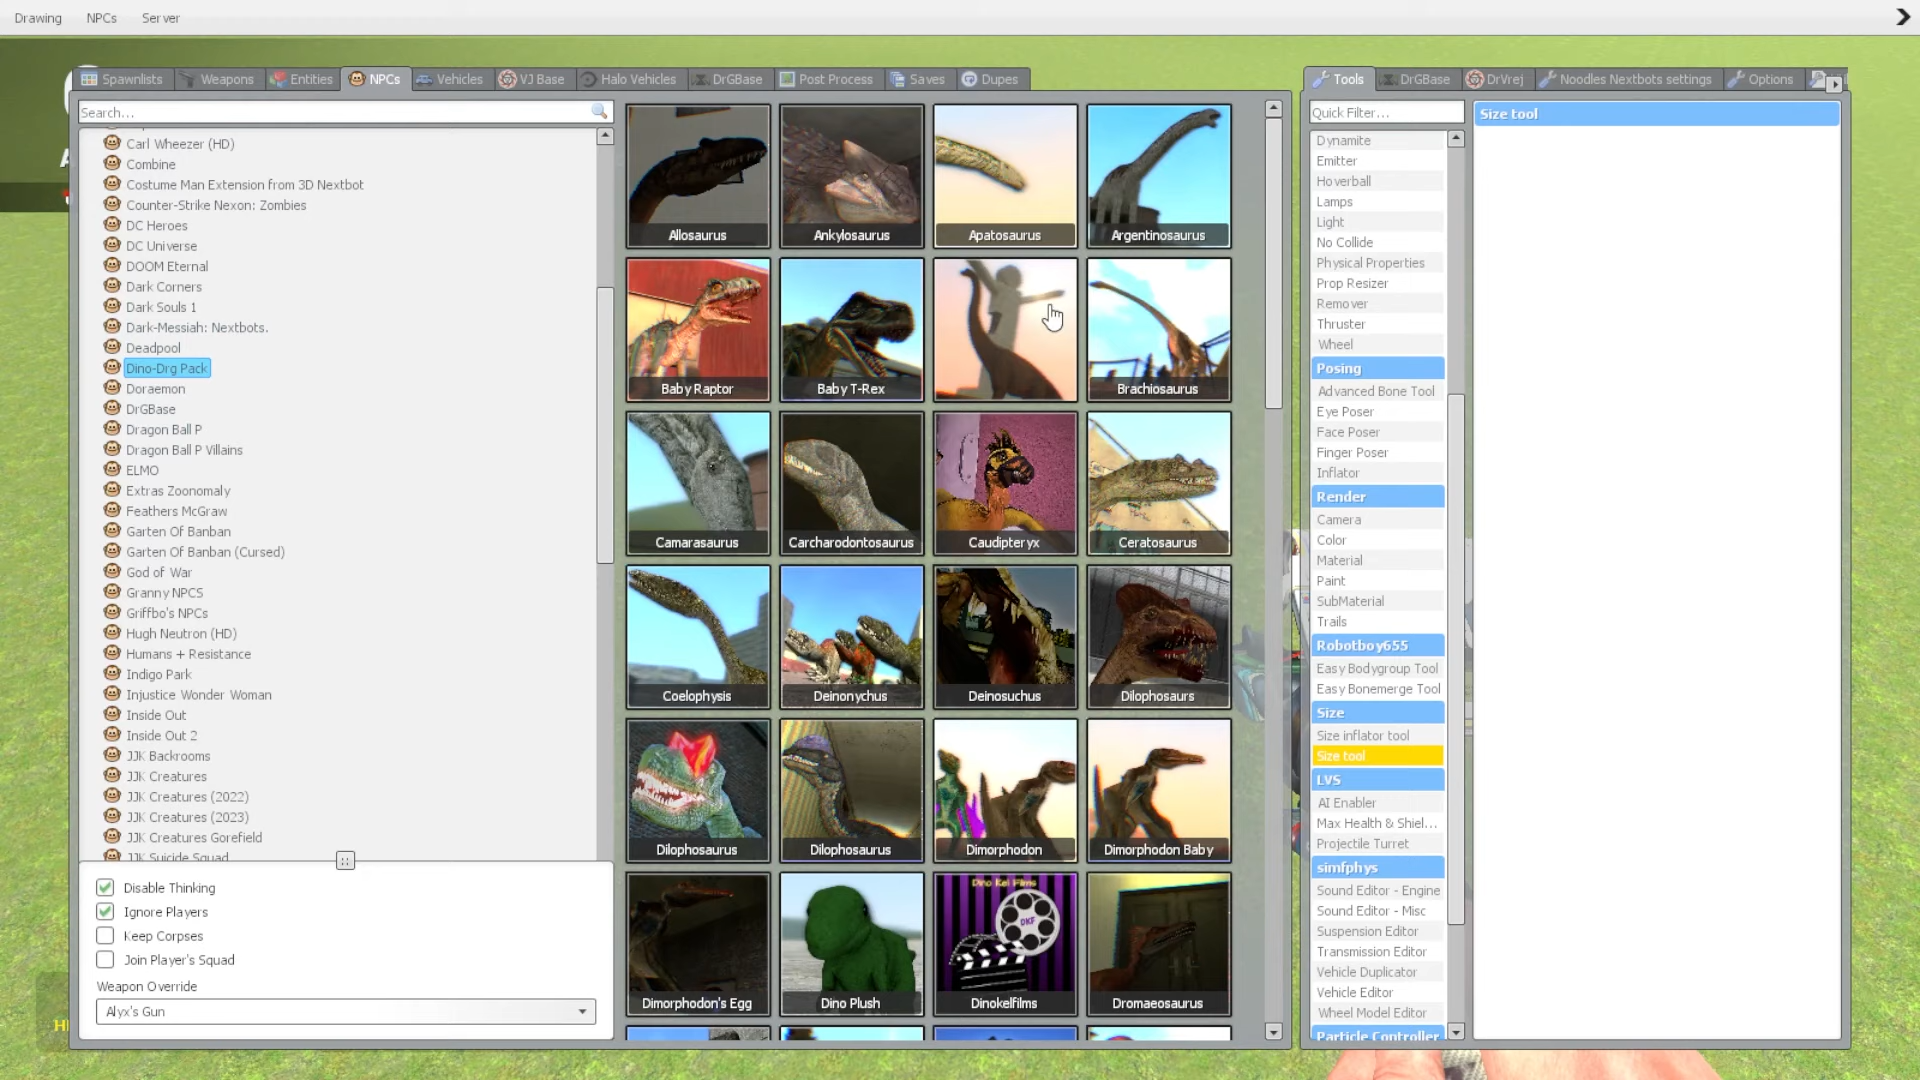 Drawing NPCs Server
Spawnlists Weapons Entities NPCs Vehicles VJ Base Halo Vehicles DrGBase Post Process Saves Dupes
Search...
Carl Wheezer (HD)
Combine
Costume Man Extension from 3D Nextbot
Counter-Strike Nexon: Zombies
DC Heroes
DC Universe
DOOM Eternal
Dark Corners
Dark Souls 1
Dark-Messiah: Nextbots.
Deadpool
Dino-Drg Pack
Doraemon
DrGBase
Dragon Ball P
Dragon Ball P Villains
ELMO
Extras Zoonomaly
Feathers McGraw
Garten Of Banban
Garten Of Banban (Cursed)
God of War
Granny NPCS
Griffbo's NPCs
Hugh Neutron (HD)
Humans + Resistance
Indigo Park
Injustice Wonder Woman
Inside Out
Inside Out 2
JJK Backrooms
JJK Creatures
JJK Creatures (2022)
JJK Creatures (2023)
JJK Creatures Gorefield
JJK Suicide Squad
Disable Thinking
Ignore Players
Keep Corpses
Join Player's Squad
Weapon Override
Alyx's Gun
Allosaurus Ankylosaurus Apatosaurus Argentinosaurus
Baby Raptor Baby T-Rex Brachiosaurus
Camarasaurus Carcharodontosaurus Caudipteryx Ceratosaurus
Coelophysis Deinonychus Deinosuchus Dilophosaurs
Dilophosaurus Dilophosaurus Dimorphodon Dimorphodon Baby
Dino Kel Films
DKF
Dimorphodon's Egg Dino Plush Dinokelfilms Dromaeosaurus
Tools DrGBase DrVrej Noodles Nextbots settings Options
Quick Filter...
Dynamite
Emitter
Hoverball
Lamps
Light
No Collide
Physical Properties
Prop Resizer
Remover
Thruster
Wheel
Posing
Advanced Bone Tool
Eye Poser
Face Poser
Finger Poser
Inflator
Render
Camera
Color
Material
Paint
SubMaterial
Trails
Robotboy655
Easy Bodygroup Tool
Easy Bonemerge Tool
Size
Size inflator tool
Size tool
LVS
AI Enabler
Max Health & Shiel...
Projectile Turret
simfphys
Sound Editor - Engine
Sound Editor - Misc
Suspension Editor
Transmission Editor
Vehicle Duplicator
Vehicle Editor
Wheel Model Editor
Particle Controller
Size tool